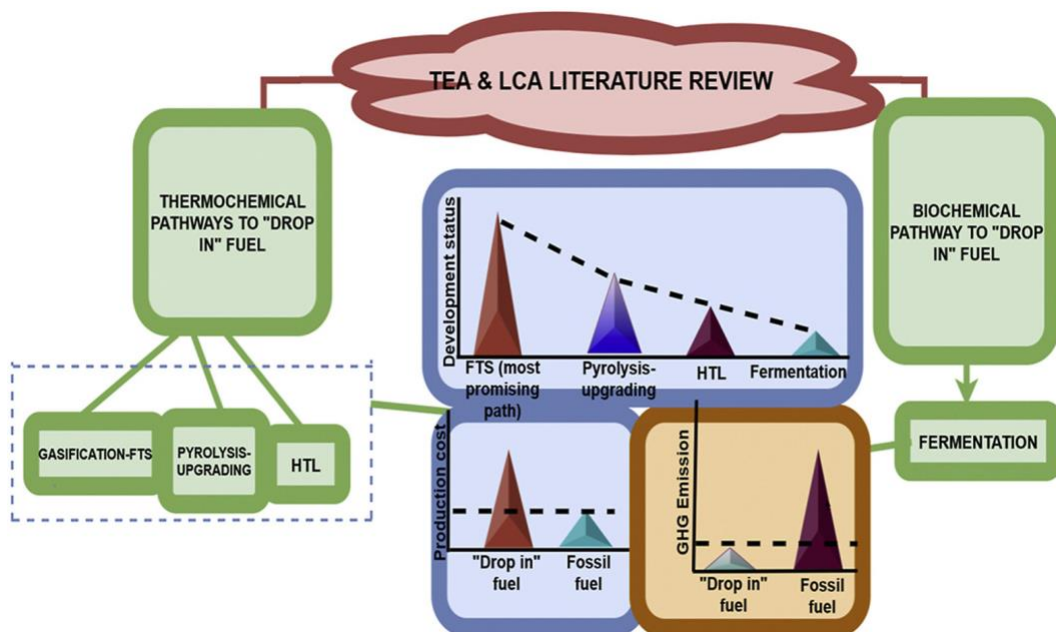 TEA & LCA LITERATURE REVIEW
THERMOCHEMICAL
PATHWAYS TO "DROP
IN" FUEL
BIOCHEMICAL
PATHWAY TO "DROP
IN" FUEL
Development status
FTS (most
promising
path)
Pyrolysis-
upgrading
HTL
Fermentation
GASIFICATION-FTS
PYROLYSIS-
UPGRADING
HTL
FERMENTATION
Production cost
"Drop in"
fuel
Fossil
fuel
GHG Emission
"Drop in"
fuel
Fossil
fuel